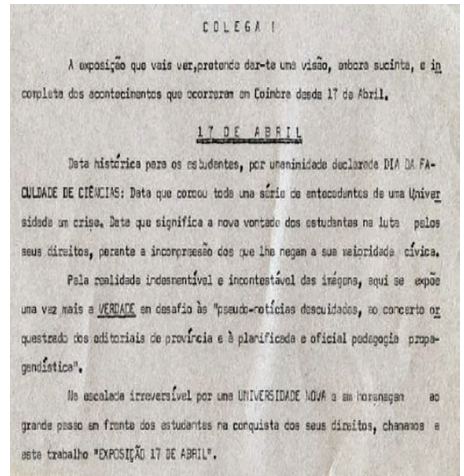 COLEGA !
A exposição que vais ver,pretende dar-te uma visão, embora sucinta, e in
completa dos acontecimentos que ocorreram em Coimbra desde 17 de Abril.
17 DE ABRIL
Data histórica para os estudantes, por unanimidade declarada DIA DA FA-
CULDADE DE CIÊNCIAS: Data que coroou toda uma série de antecedentes de uma Univer
sidade em crise. Data que significa a nova vontade dos estudantes na luta pelos
seus direitos, perante a incompreesão dos que lhe negam a sua maioridade cívica.
Pela realidade indesmentível e incontestável das imagens, aqui se expõe
uma vez mais a VERDADE em desafio às "pseudo-notícias descuidados, ao concerto or
questrado dos editoriais de província e à planificada e oficial pedagogia propa-
gandística".
Na escalada irreversível por uma UNIVERSIDADE NOVA e em homenagem ao
grande passo em frente dos estudantes na conquista dos seus direitos, chamamos a
este trabalho "EXPOSIÇÃO 17 DE ABRIL".